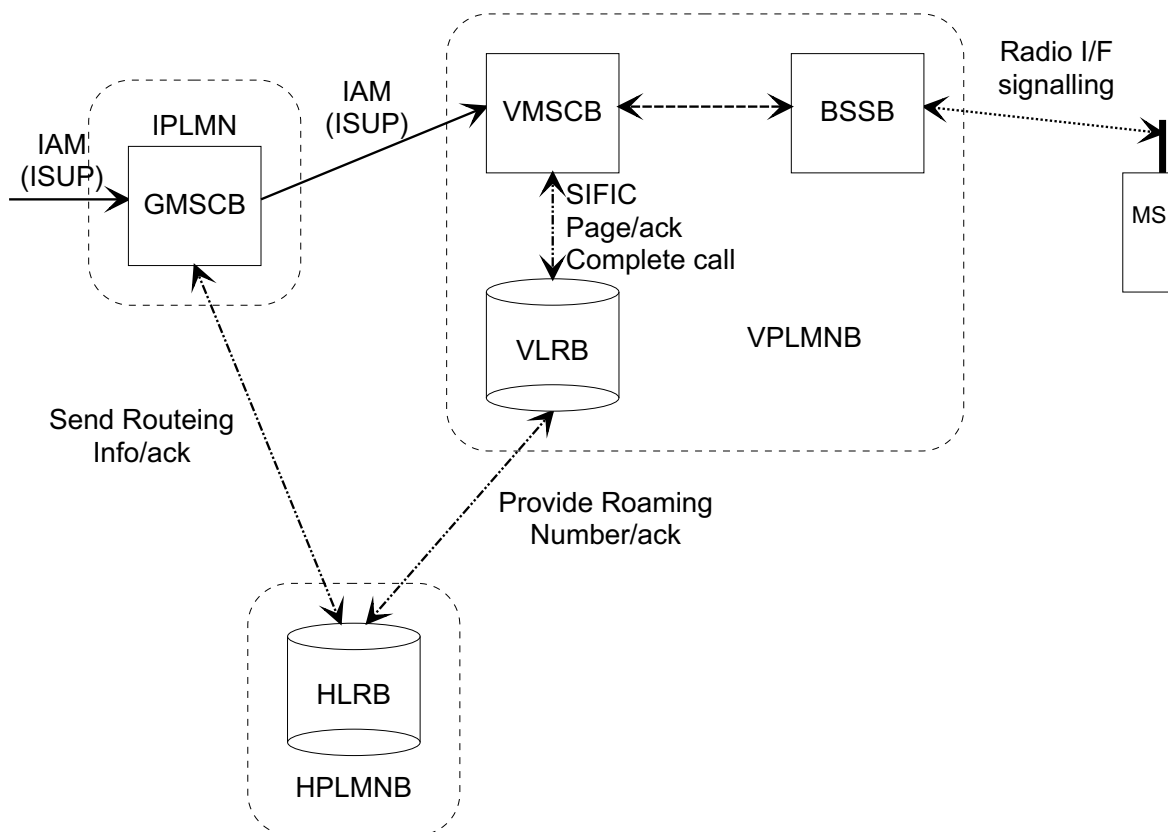 Radio I/F
signalling
IAM
(ISUP)
VMSCB
BSSB
IPLMN
IAM
(ISUP)
GMSCB
MS
SIFIC
Page/ack
Complete call
VLRB
VPLMNB
Send Routeing
Info/ack
Provide Roaming
Number/ack
HLRB
HPLMNB